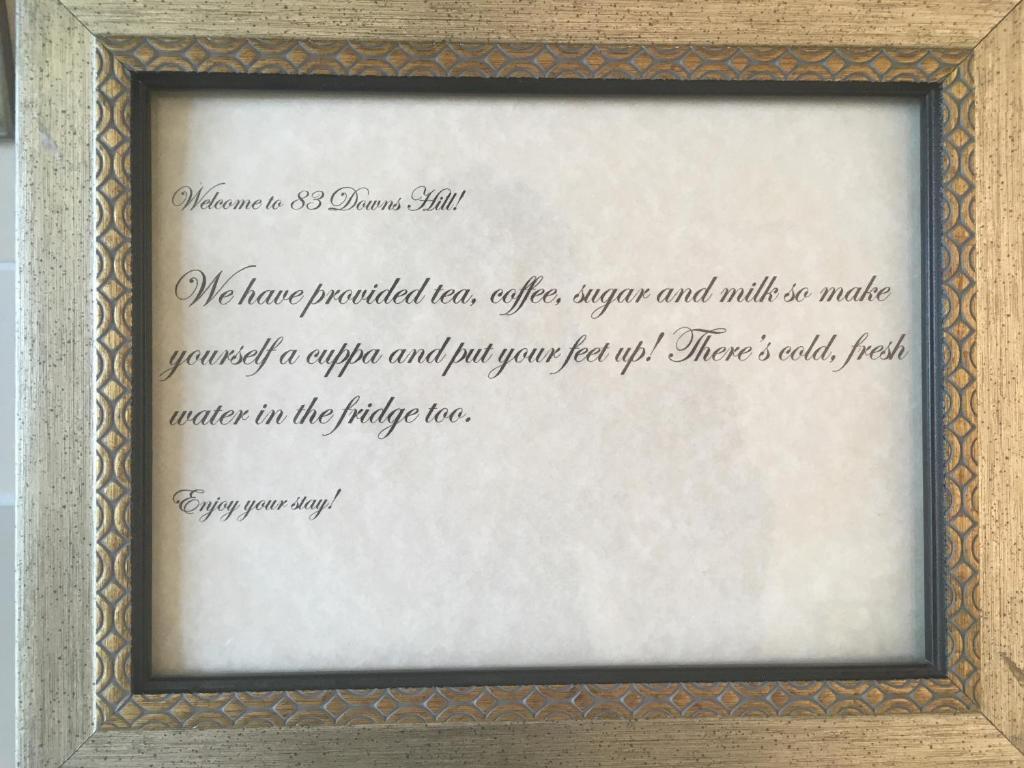 Welcome to 83 Downs Hill!
We have provided tea, coffee, sugar and milk so make
yourself a cuppa and put your feet up! There's cold, fresh
water in the fridge too.
Enjoy your stay!